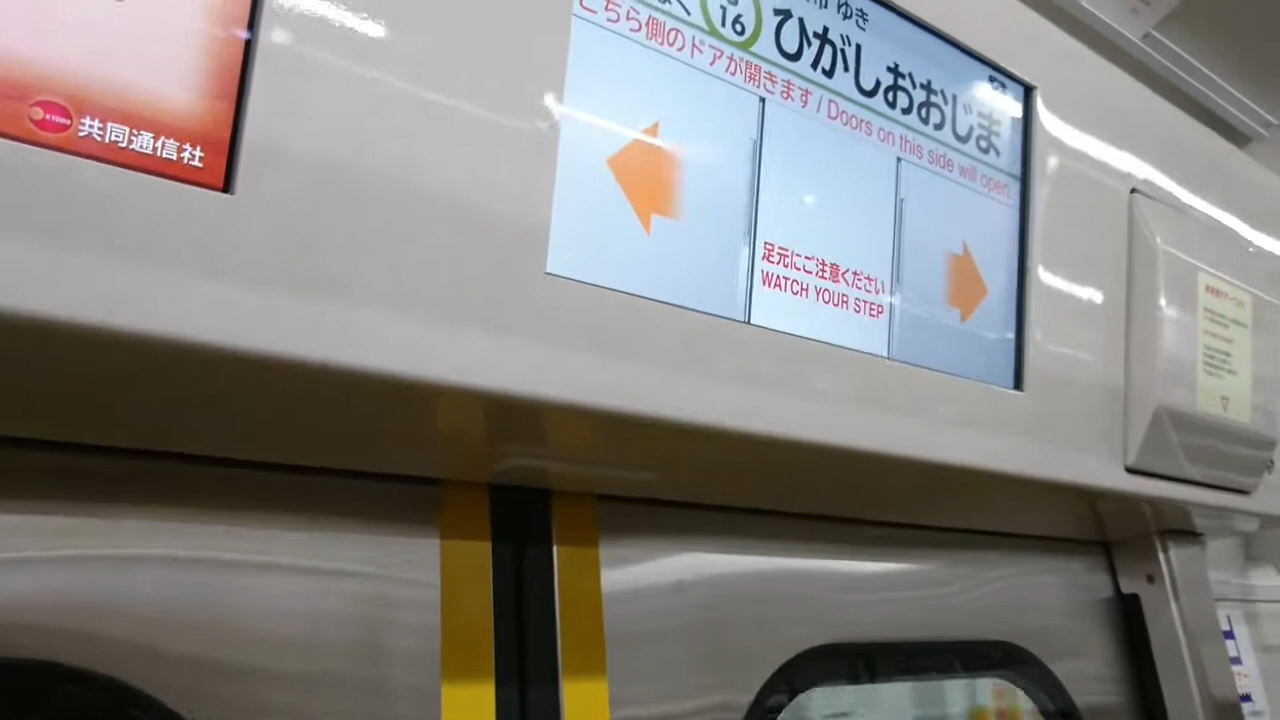 ゆき
16
ひがしおおじま
こちら側のドアが開きます / Doors on this side will open.
足元にご注意ください
WATCH YOUR STEP
KYODO
共同通信社